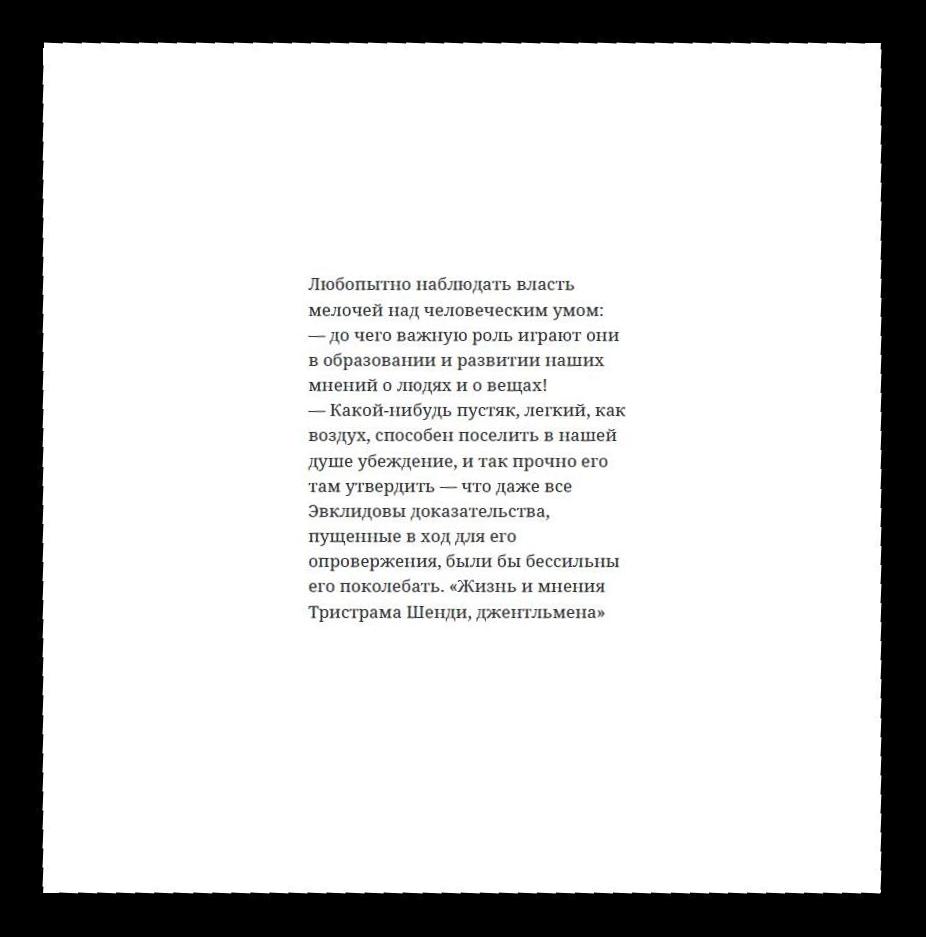 Любопытно наблюдать власть
мелочей над человеческим умом:
— до чего важную роль играют они
в образовании и развитии наших
мнений о людях и о вещах!
— Какой-нибудь пустяк, легкий, как
воздух, способен поселить в нашей
душе убеждение, и так прочно его
там утвердить — что даже все
Эвклидовы доказательства,
пущенные в ход для его
опровержения, были бы бессильны
его поколебать. «Жизнь и мнения
Тристрама Шенди, джентльмена»